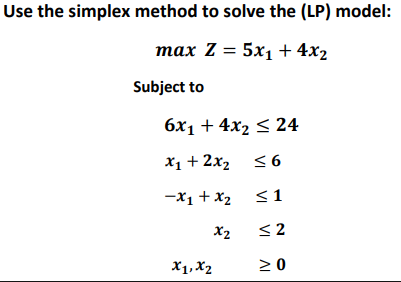 Use the simplex method to solve the (LP) model:
max Z = 5x₁ + 4x₂
Subject to
6x₁ + 4x₂ ≤ 24
x₁ + 2x₂ ≤ 6
−x₁ + x₂ ≤ 1
x₂ ≤ 2
x₁, x₂ ≥ 0